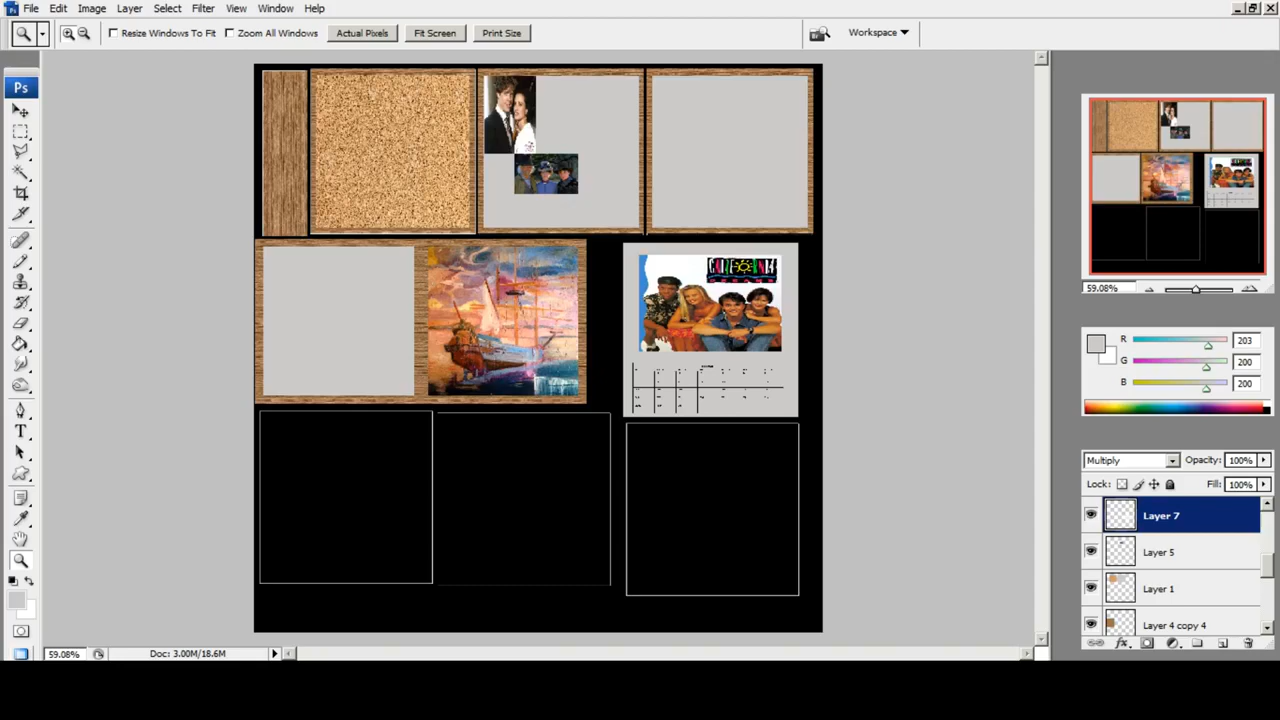 File Edit Image Layer Select Filter View Window Help
Resize Windows To Fit Zoom All Windows Actual Pixels Fit Screen Print Size Workspace
Ps
59.08%
R 203
G 200
B 200
Multiply Opacity: 100%
Lock: Fill: 100%
Layer 7
Layer 5
Layer 1
Layer 4 copy 4
59.08% Doc: 3.00M/18.6M